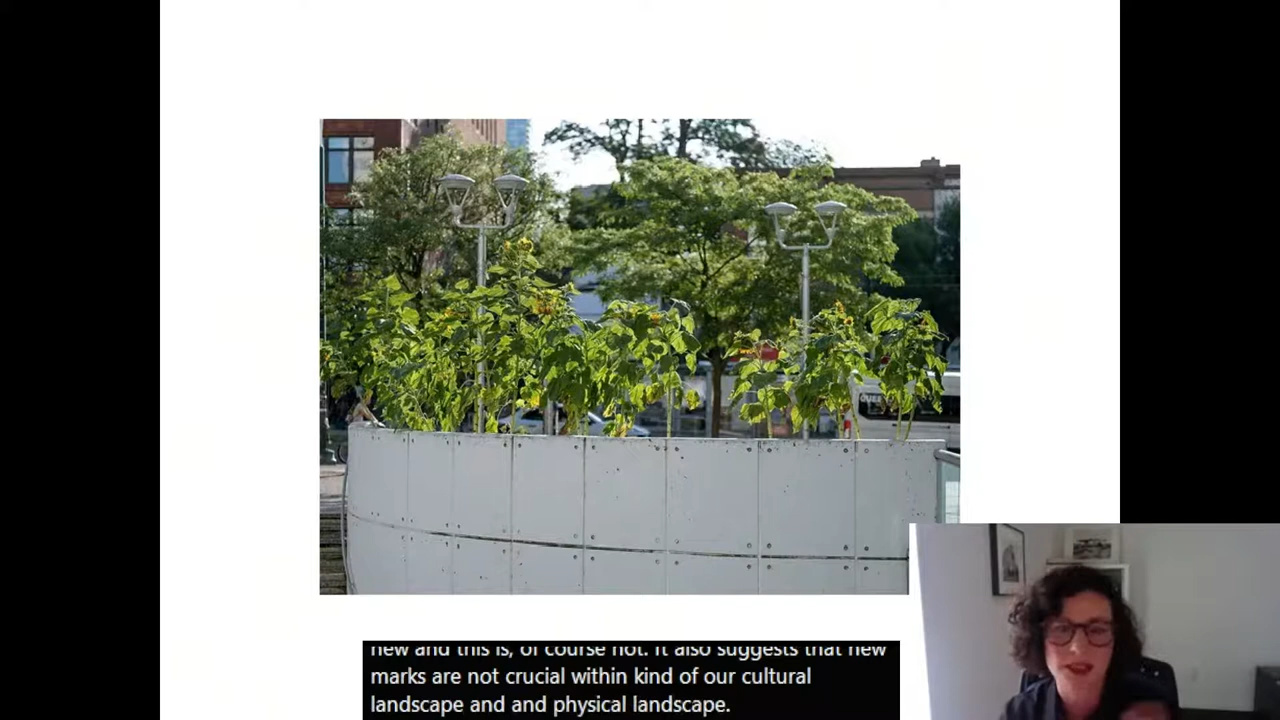 new and this is, of course not. It also suggests that new
marks are not crucial within kind of our cultural
landscape and and physical landscape.